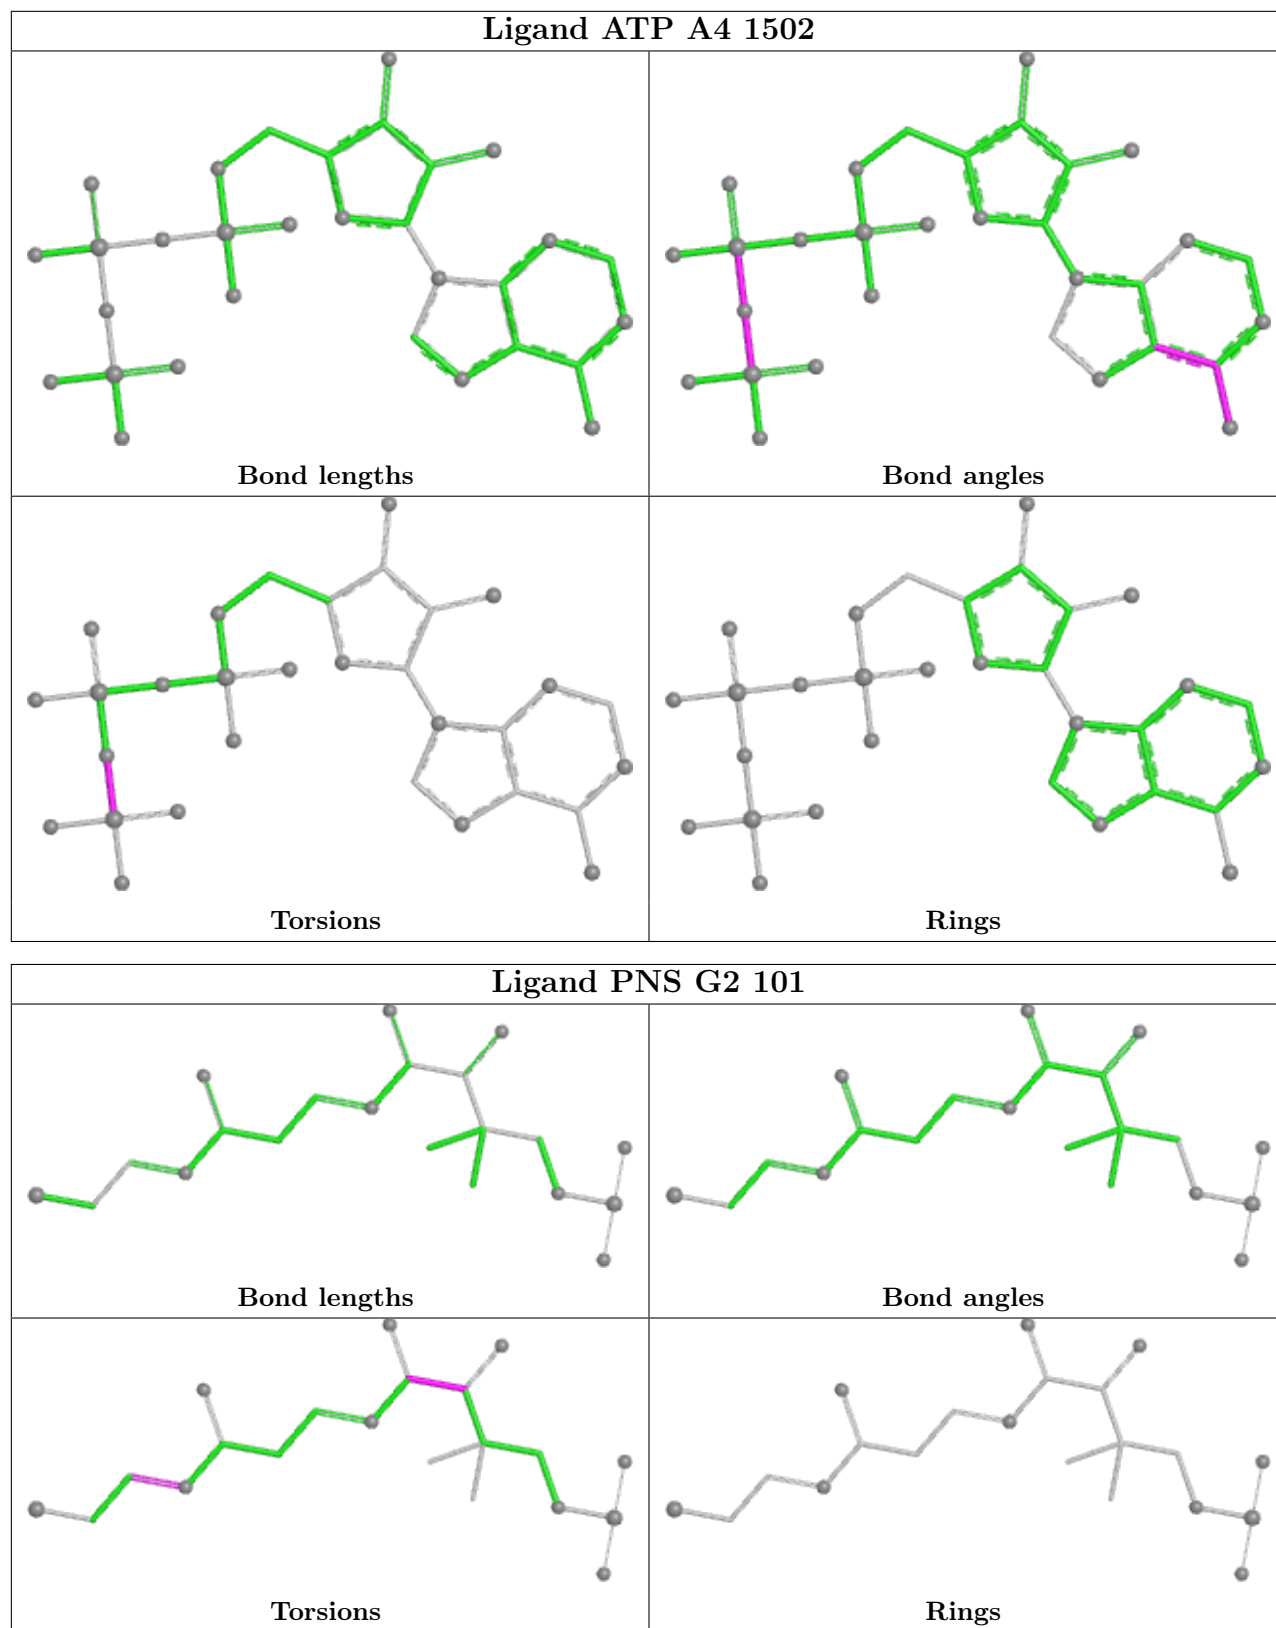 Ligand ATP A4 1502
Bond lengths
Bond angles
Torsions
Rings
Ligand PNS G2 101
Bond lengths
Bond angles
Torsions
Rings